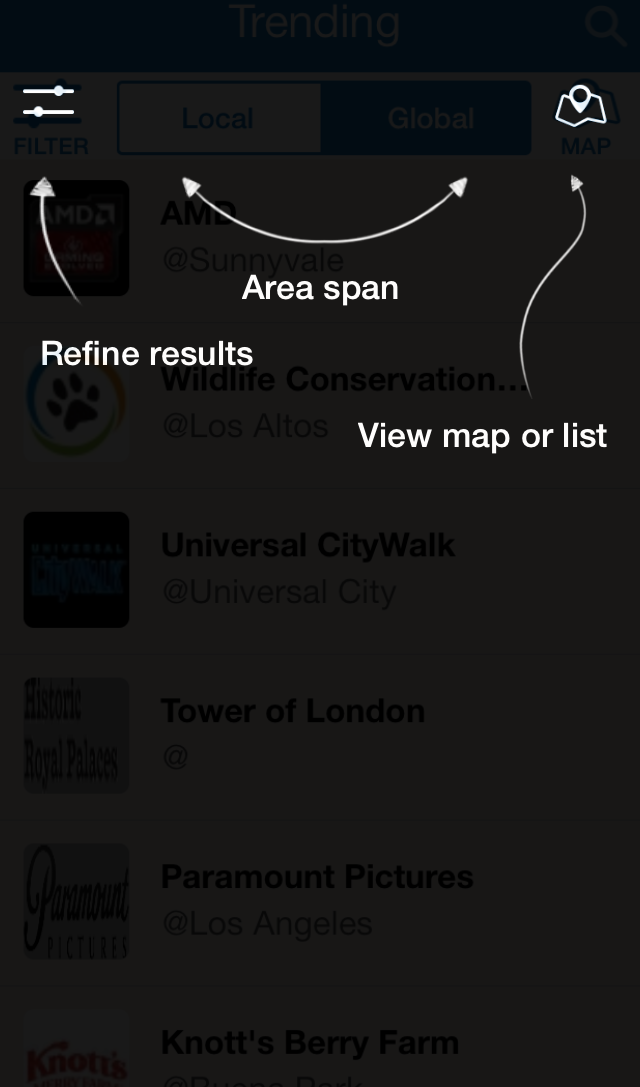 Trending
FILTER
Local
Global
MAP
AMD
GAMING
EVOLVED
AMD
@Sunnyvale
Area span
Refine results
Wildlife Conservation...
@Los Altos
View map or list
UNIVERSAL
CityWalk
Universal CityWalk
@Universal City
Historic
Royal Palaces
Tower of London
@
Paramount
PICTURES
Paramount Pictures
@Los Angeles
Knott's
Knott's Berry Farm
@Buena Park